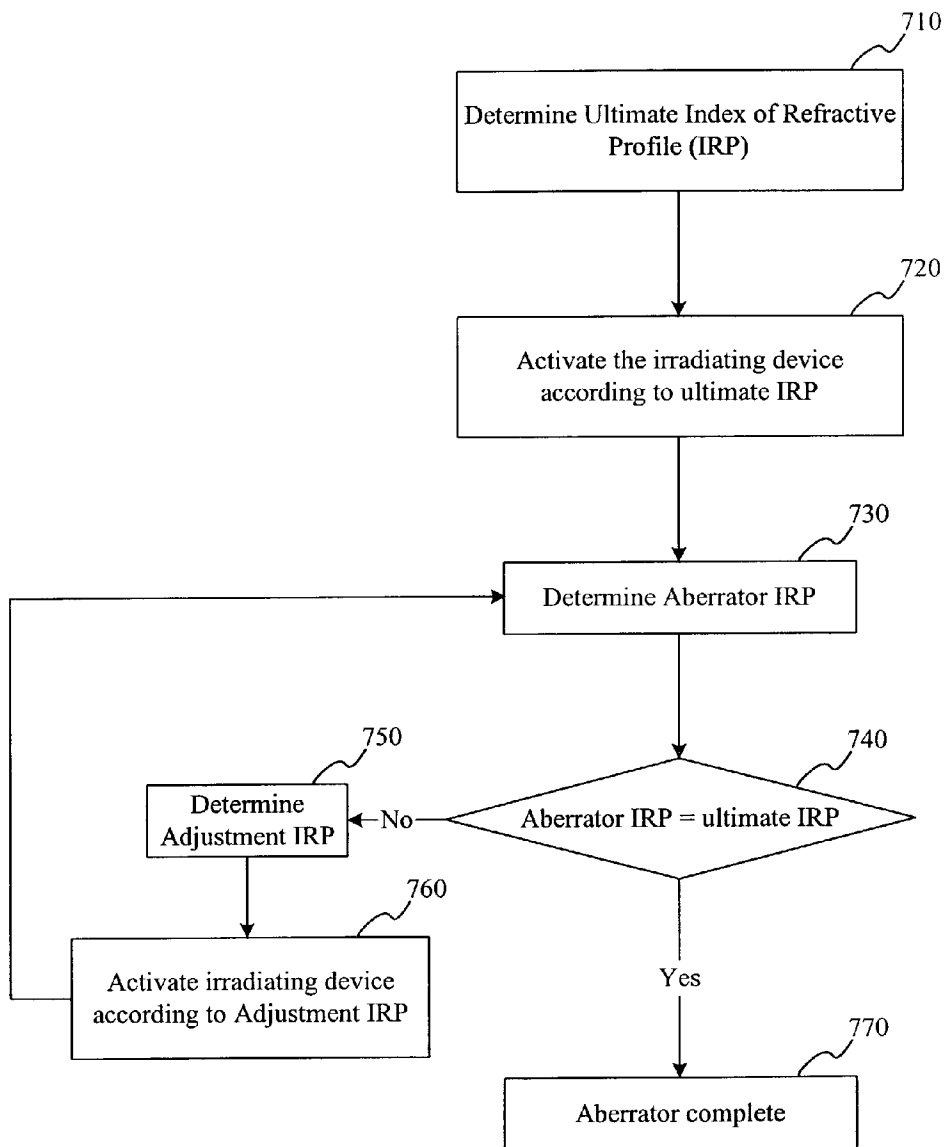 710
Determine Ultimate Index of Refractive
Profile (IRP)
720
Activate the irradiating device
according to ultimate IRP
730
Determine Aberrator IRP
740
Aberrator IRP = ultimate IRP
No
750
Determine
Adjustment IRP
760
Activate irradiating device
according to Adjustment IRP
Yes
770
Aberrator complete